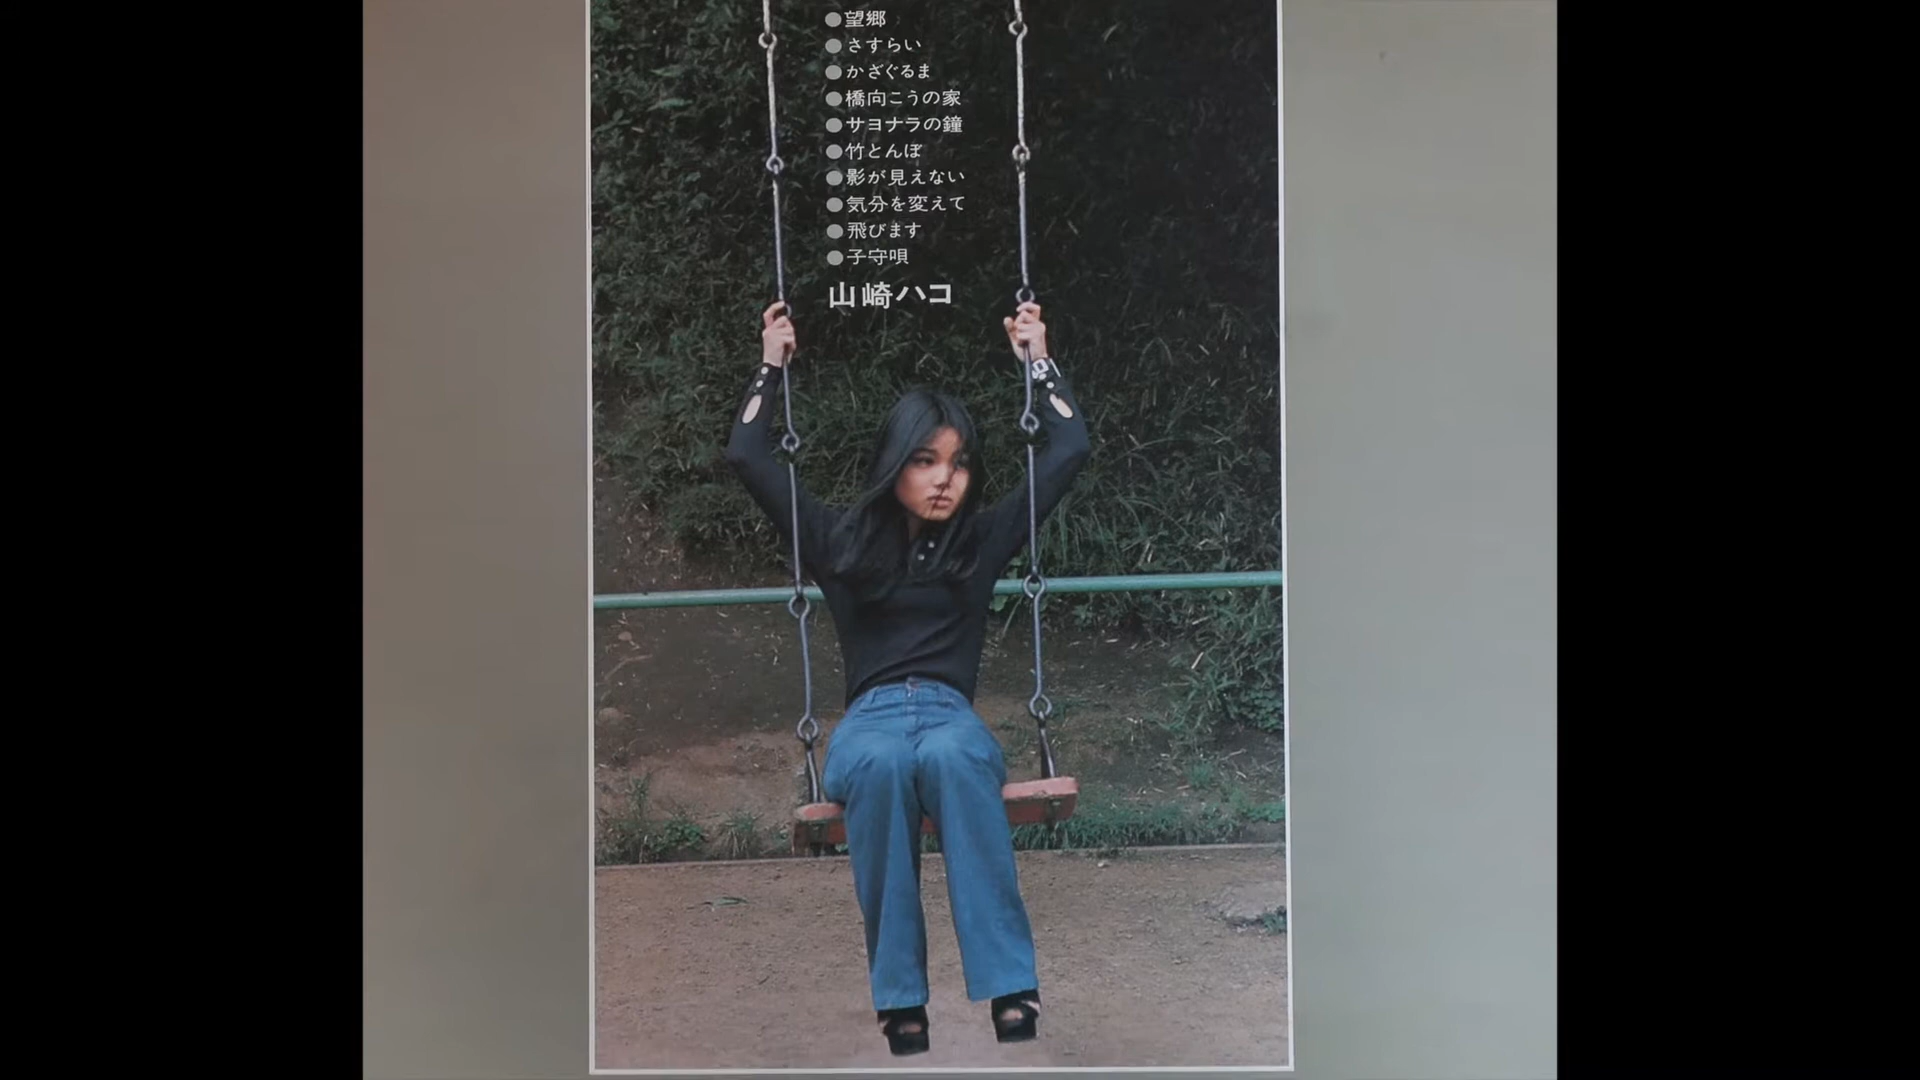 ●望郷
●さすらい
●かざぐるま
●橋向こうの家
●サヨナラの鐘
●竹とんぼ
●影が見えない
●気分を変えて
●飛びます
●子守唄
山崎ハコ